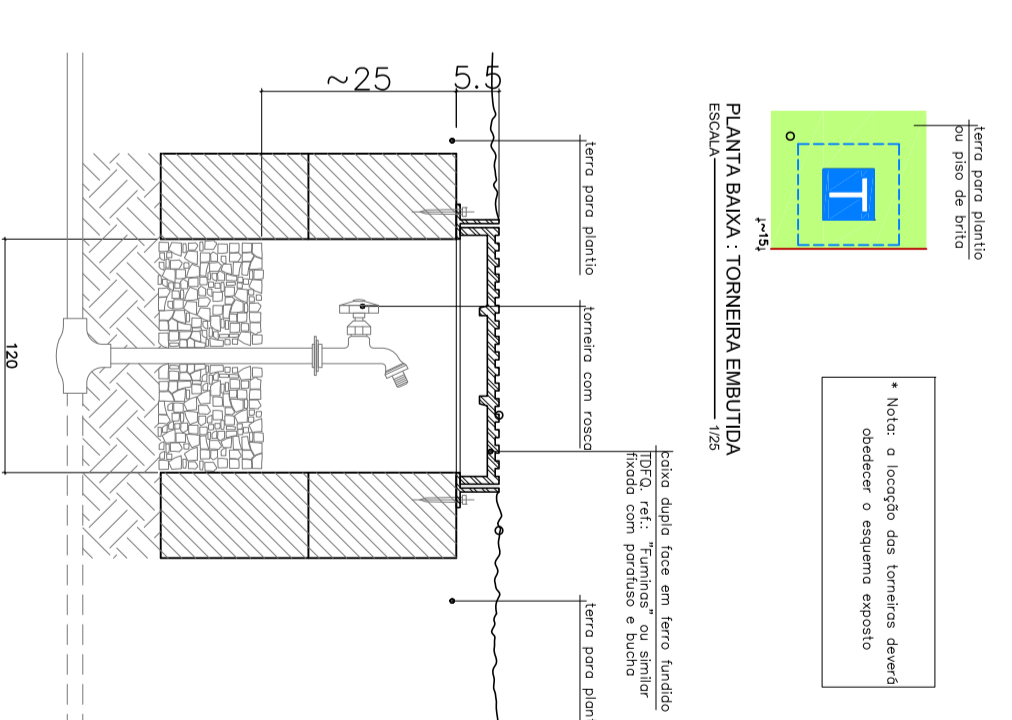 terra para plantio
ou piso de brita
T
~15
PLANTA BAIXA : TORNEIRA EMBUTIDA
ESCALA 1/25
* Nota: a locação das torneiras deverá
obedecer o esquema exposto
~25
5.5
terra para plantio
torneira com rosca
caixa dupla face em ferro fundido
TDFQ. ref.: "Fuminas" ou similar
fixada com parafuso e bucha
terra para
120